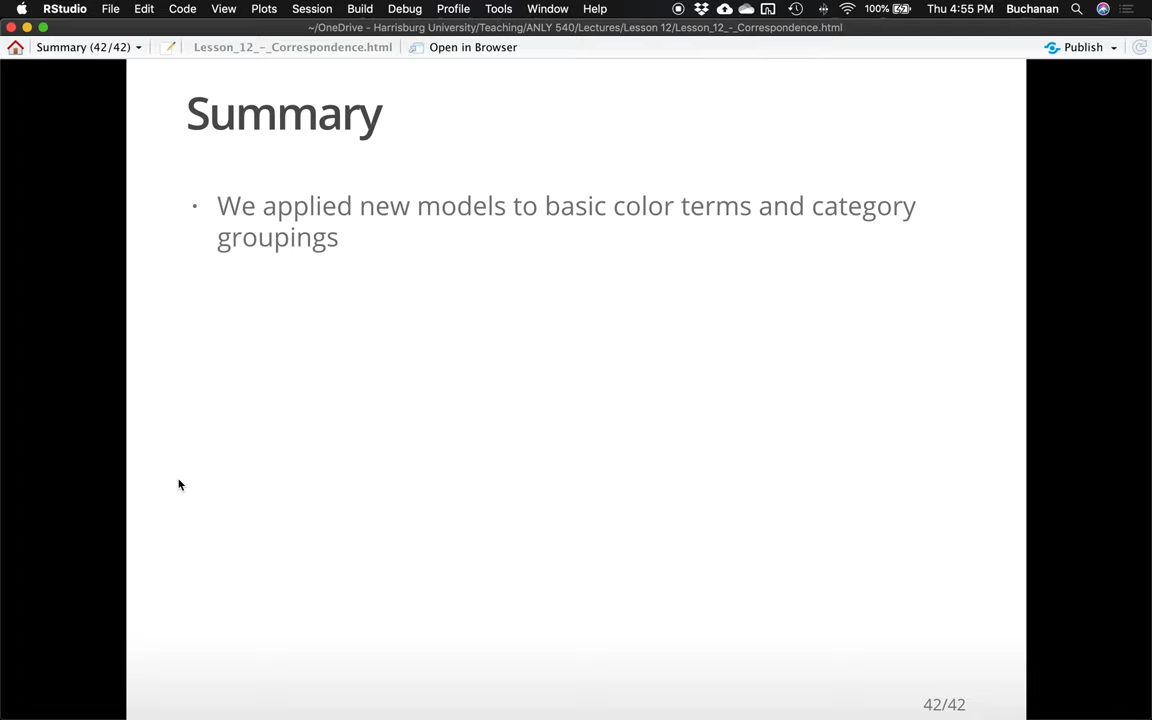 RStudio File Edit Code View Plots Session Build Debug Profile Tools Window Help 100% Thu 4:55 PM Buchanan
~/OneDrive - Harrisburg University/Teaching/ANLY 540/Lectures/Lesson 12/Lesson_12_-_Correspondence.html
Summary (42/42) Lesson_12_-_Correspondence.html Open in Browser Publish
Summary
· We applied new models to basic color terms and category
groupings
42/42